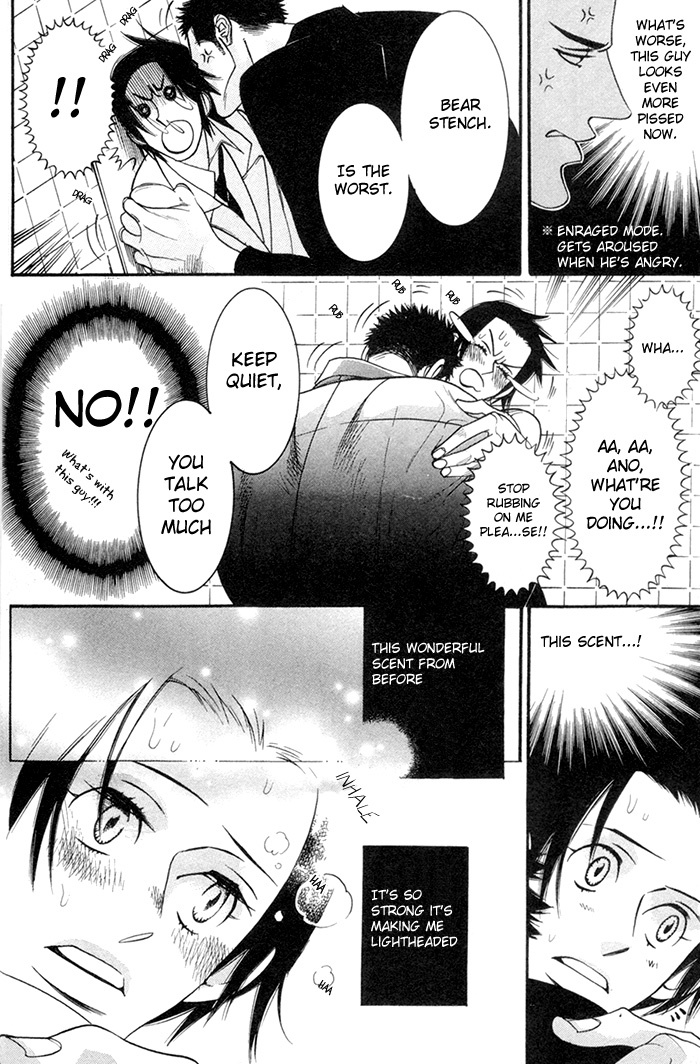 WHAT'S
WORSE,
THIS GUY
LOOKS
EVEN
MORE
PISSED
NOW.
※ ENRAGED MODE.
GETS AROUSED
WHEN HE'S ANGRY.
BEAR
STENCH.
IS THE
WORST.
DRAG
DRAG
!!
DRAG
WHA...
AA, AA,
ANO,
WHAT'RE
YOU
DOING...!!
RUB
RUB
RUB
STOP
RUBBING
ON ME
PLEA...SE!!
KEEP
QUIET,
YOU
TALK
TOO
MUCH
NO!!
What's with
this guy!!!
THIS SCENT...!
THIS WONDERFUL
SCENT FROM
BEFORE
INHALE
HAA
IT'S SO
STRONG IT'S
MAKING ME
LIGHTHEADED
HAA